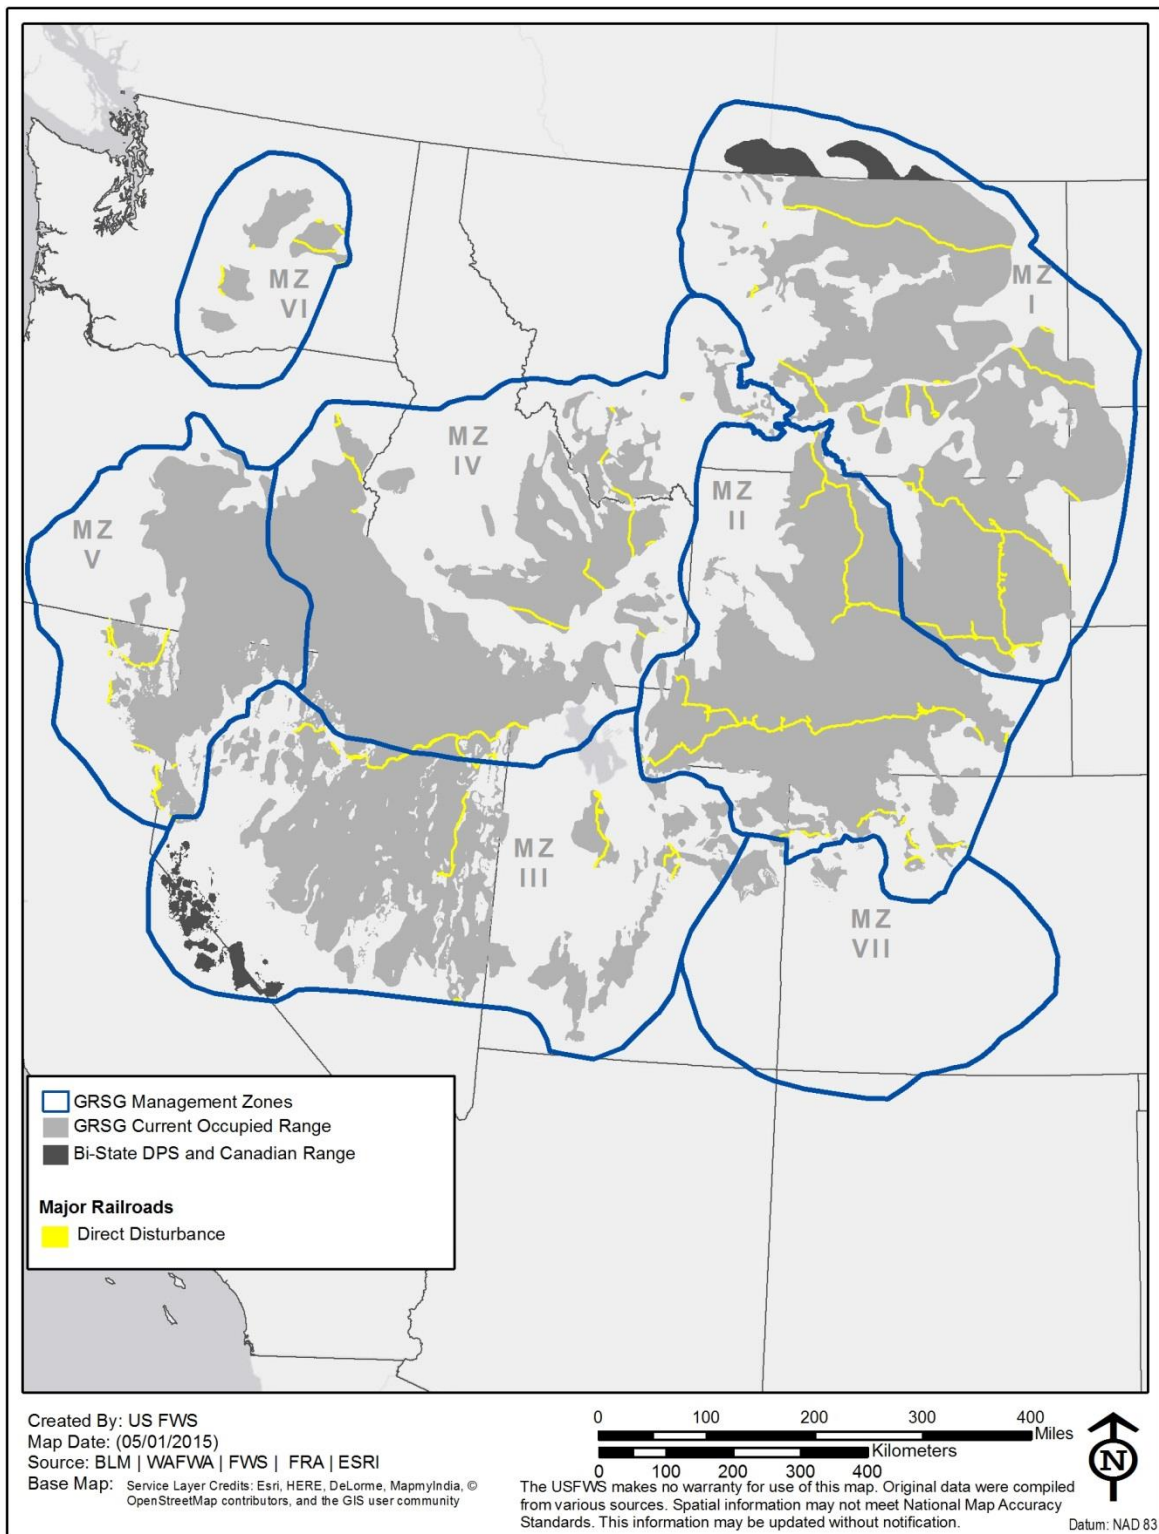 MZ
VI
MZ
I
MZ
IV
MZ
II
MZ
V
MZ
III
MZ
VII
GRSG Management Zones
GRSG Current Occupied Range
Bi-State DPS and Canadian Range
Major Railroads
Direct Disturbance
Created By: US FWS
Map Date: (05/01/2015)
Source: BLM | WAFWA | FWS | FRA | ESRI
Base Map: Service Layer Credits: Esri, HERE, DeLorme, MapmyIndia, ©
OpenStreetMap contributors, and the GIS user community
0 100 200 300 400
Miles
Kilometers
0 100 200 300 400
The USFWS makes no warranty for use of this map. Original data were compiled
from various sources. Spatial information may not meet National Map Accuracy
Standards. This information may be updated without notification.
N
Datum: NAD 83